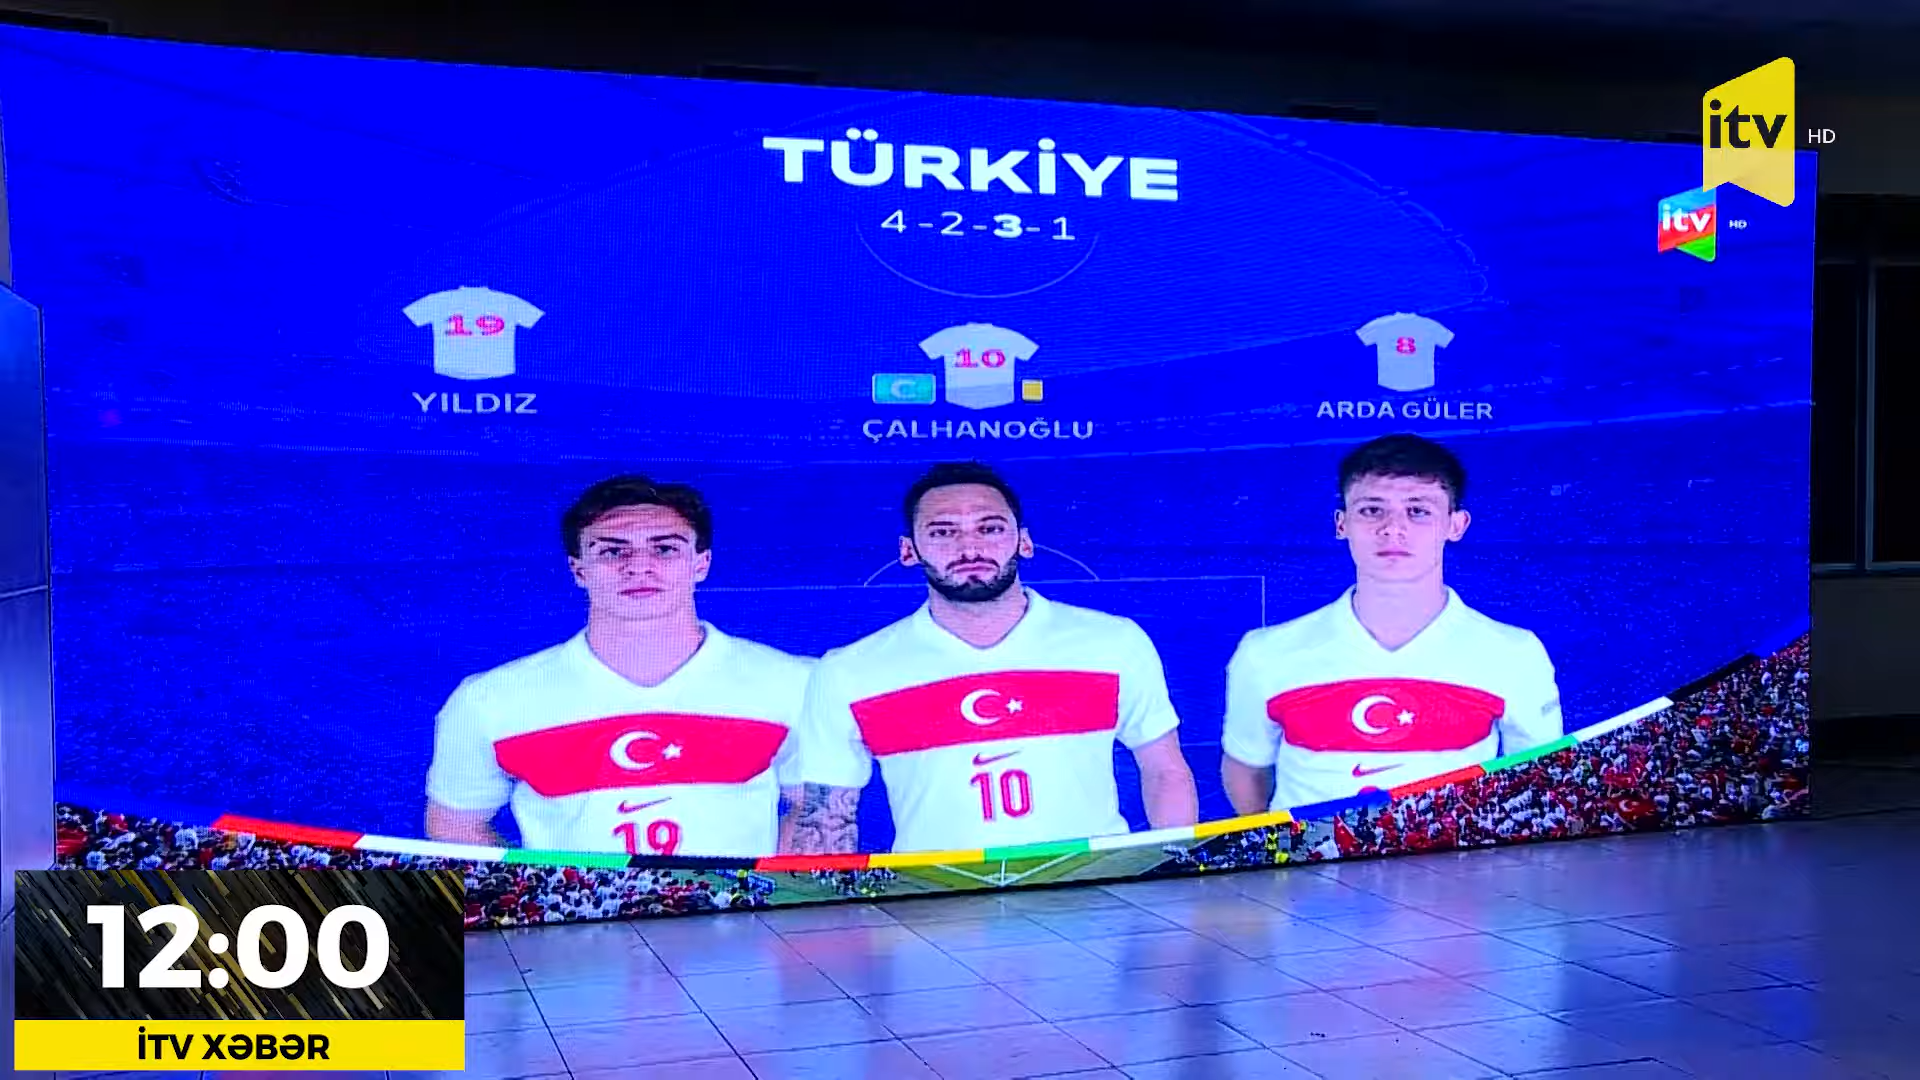 itv HD
TÜRKİYE
4-2-3-1
itv HD
19
10
8
YILDIZ
ÇALHANOĞLU
ARDA GÜLER
19
10
12:00
İTV XƏBƏR